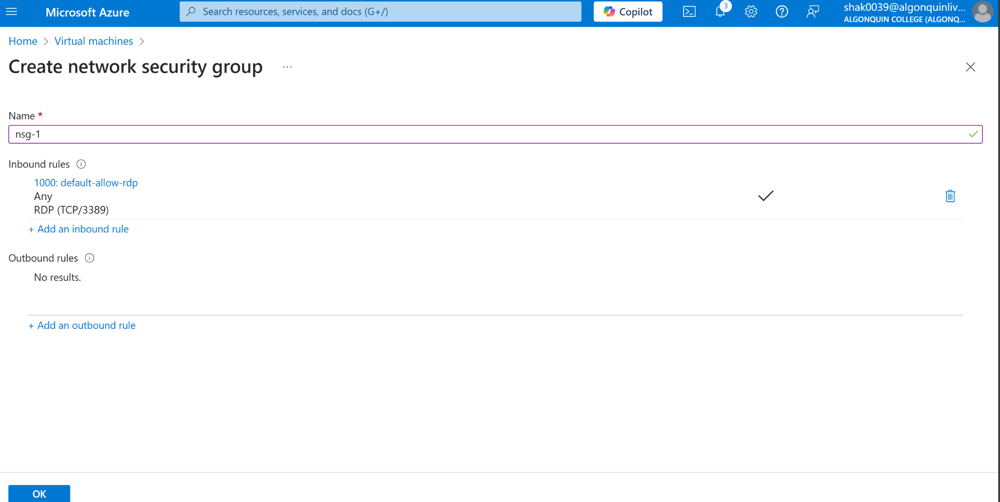 Microsoft Azure
Search resources, services, and docs (G+/)
Copilot
3
shak0039@algonquinliv...
ALGONQUIN COLLEGE (ALGONQ...
Home > Virtual machines >
Create network security group ...
Name *
nsg-1
Inbound rules
1000: default-allow-rdp
Any
RDP (TCP/3389)
+ Add an inbound rule
Outbound rules
No results.
+ Add an outbound rule
OK